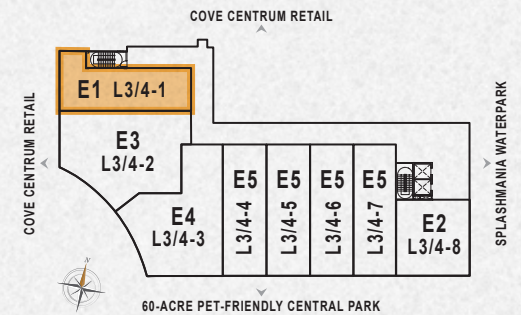 COVE CENTRUM RETAIL
E1 L3/4-1
COVE CENTRUM RETAIL
E3
L3/4-2
E4
L3/4-3
E5
L3/4-4
E5
L3/4-5
E5
L3/4-6
E5
L3/4-7
E2
L3/4-8
SPLASHMANIA WATERPARK
N
60-ACRE PET-FRIENDLY CENTRAL PARK